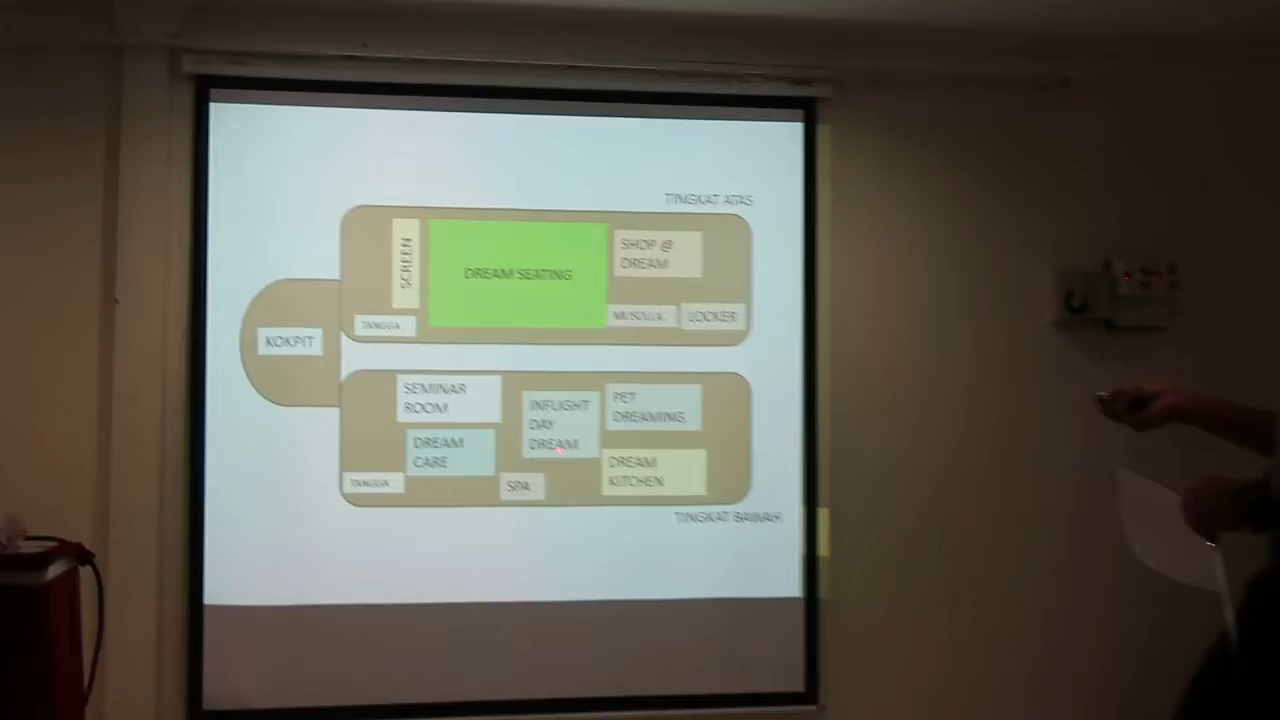 TINGKAT ATAS
SCREEN
DREAM SEATING
SHOP @
DREAM
TANGGA
MUSOLLA
LOCKER
KOKPIT
SEMINAR
ROOM
INFLIGHT
DAY
DREAM
PET
DREAMING
DREAM
CARE
DREAM
KITCHEN
TANGGA
SPA
TINGKAT BAWAH